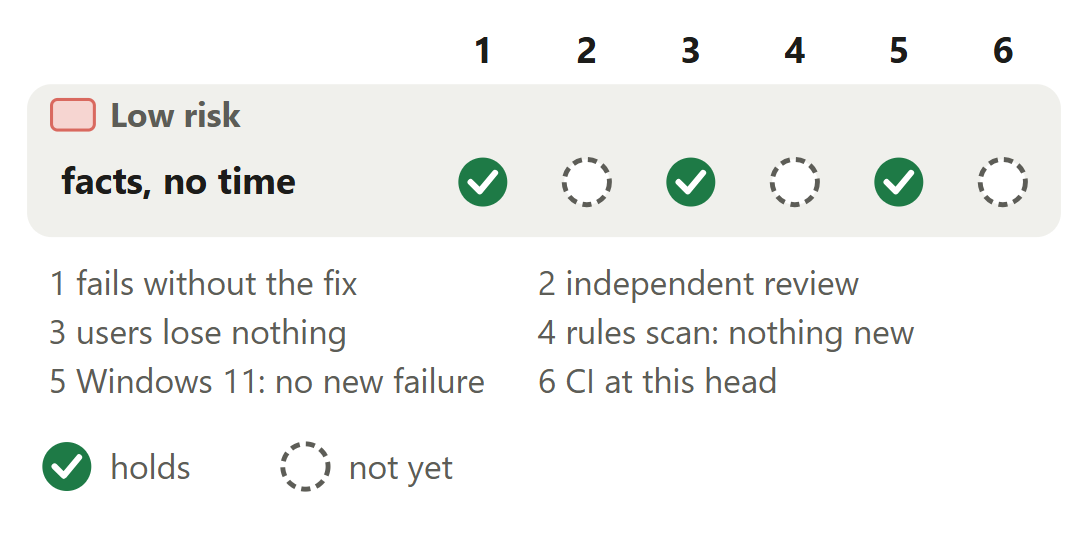 1 2 3 4 5 6
Low risk
facts, no time
1 fails without the fix
2 independent review
3 users lose nothing
4 rules scan: nothing new
5 Windows 11: no new failure
6 CI at this head
holds
not yet